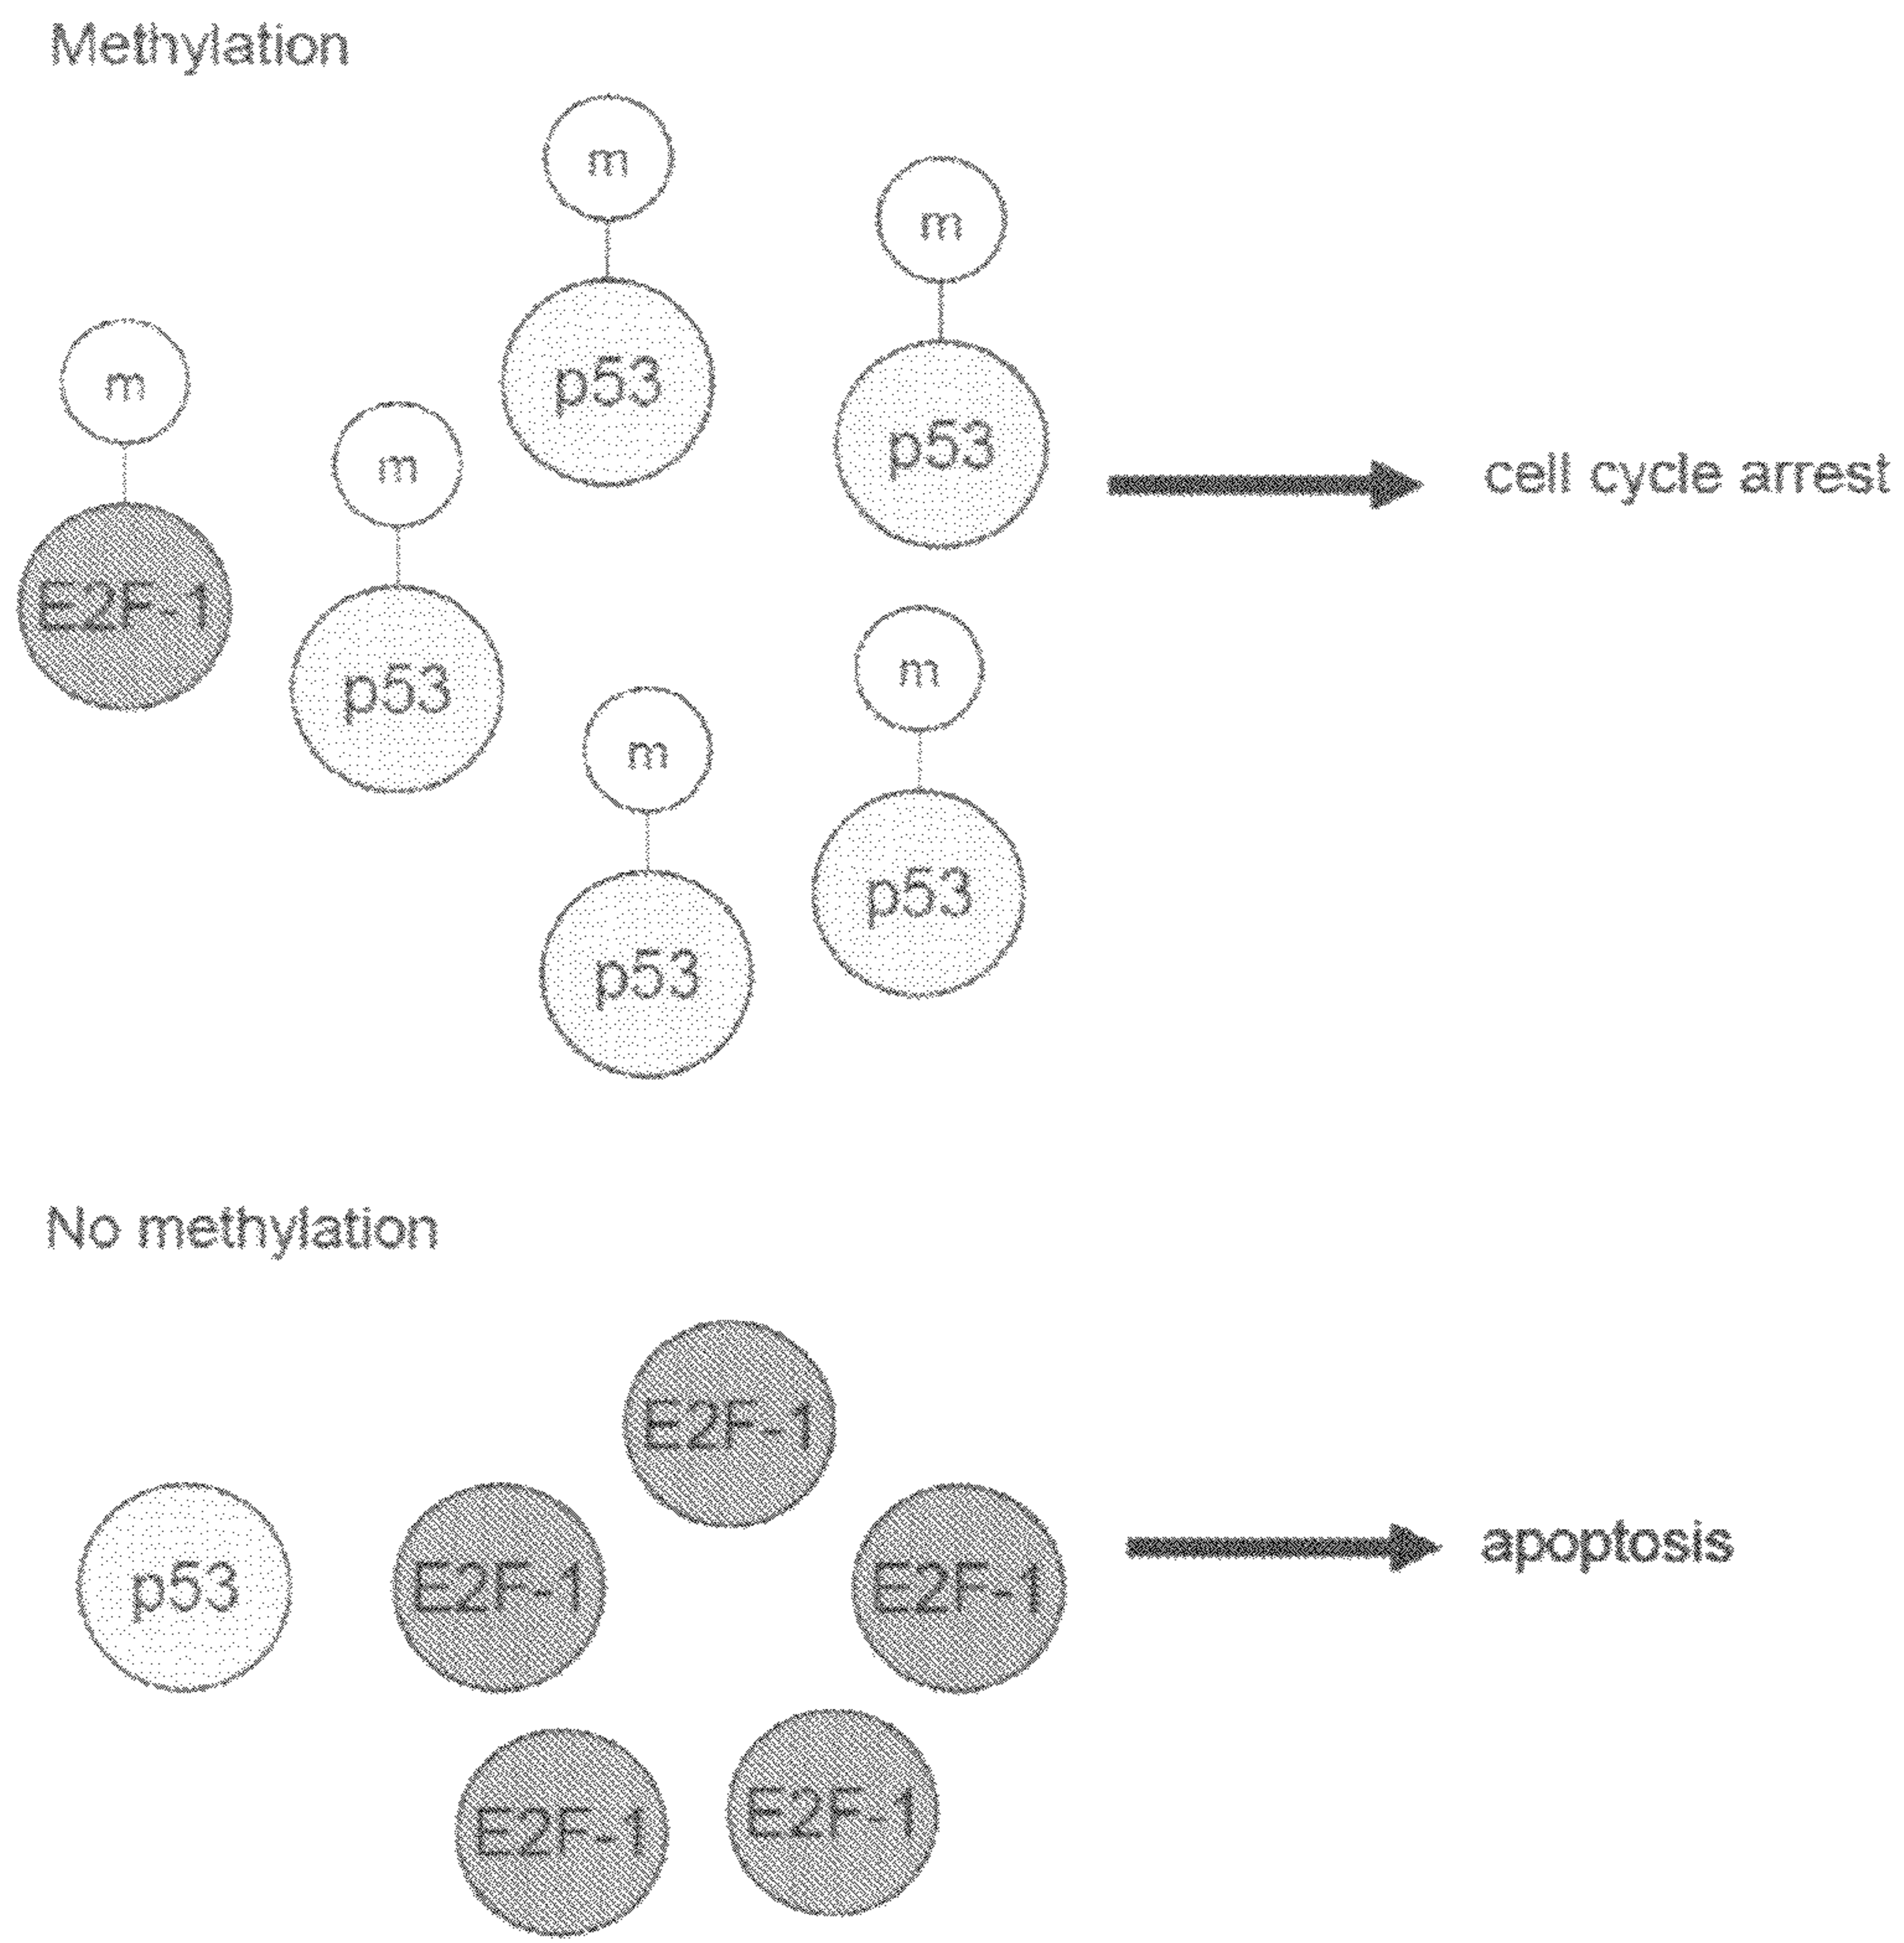 Methylation
m
m
p53
m
p53
m
cell cycle arrest
E2F-1
m
p53
m
p53
p53
No methylation
E2F-1
p53
E2F-1
E2F-1
apoptosis
E2F-1
E2F-1